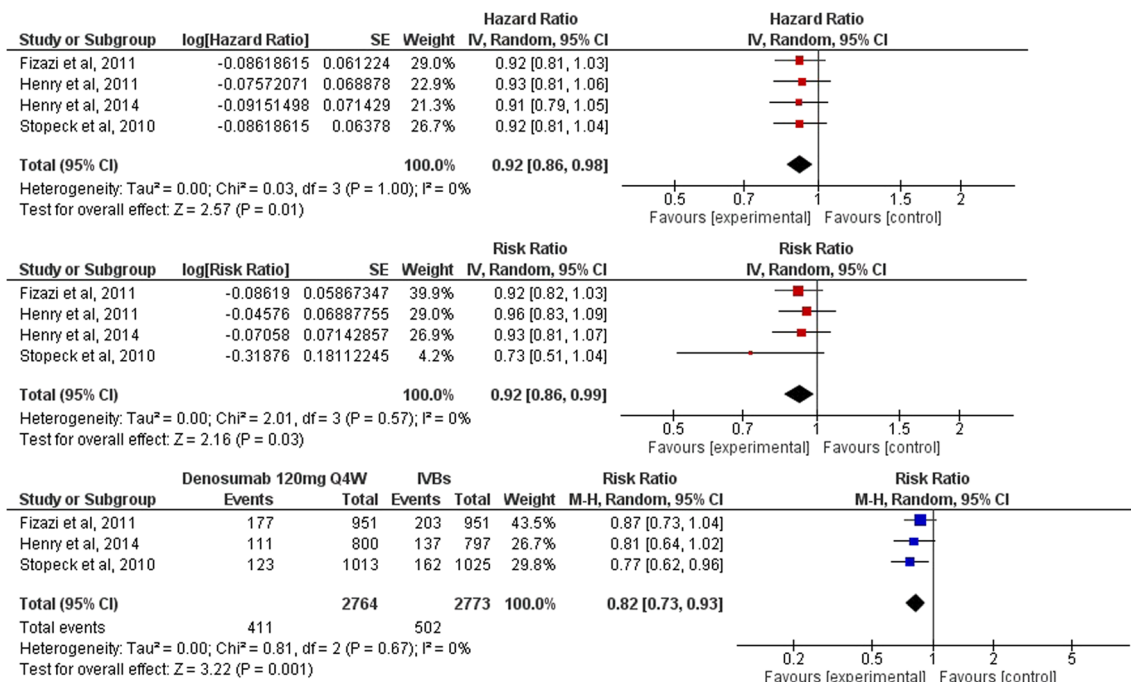 Hazard Ratio Hazard Ratio
Study or Subgroup log[Hazard Ratio] SE Weight IV, Random, 95% CI IV, Random, 95% CI
Fizazi et al, 2011 -0.08618615 0.061224 29.0% 0.92 [0.81, 1.03]
Henry et al, 2011 -0.07572071 0.068878 22.9% 0.93 [0.81, 1.06]
Henry et al, 2014 -0.09151498 0.071429 21.3% 0.91 [0.79, 1.05]
Stopeck et al, 2010 -0.08618615 0.06378 26.7% 0.92 [0.81, 1.04]
Total (95% CI) 100.0% 0.92 [0.86, 0.98]
Heterogeneity: Tau² = 0.00; Chi² = 0.03, df = 3 (P = 1.00); I² = 0%
Test for overall effect: Z = 2.57 (P = 0.01)
0.5 0.7 1 1.5 2
Favours [experimental] Favours [control]
Risk Ratio Risk Ratio
Study or Subgroup log[Risk Ratio] SE Weight IV, Random, 95% CI IV, Random, 95% CI
Fizazi et al, 2011 -0.08619 0.05867347 39.9% 0.92 [0.82, 1.03]
Henry et al, 2011 -0.04576 0.06887755 29.0% 0.96 [0.83, 1.09]
Henry et al, 2014 -0.07058 0.07142857 26.9% 0.93 [0.81, 1.07]
Stopeck et al, 2010 -0.31876 0.18112245 4.2% 0.73 [0.51, 1.04]
Total (95% CI) 100.0% 0.92 [0.86, 0.99]
Heterogeneity: Tau² = 0.00; Chi² = 2.01, df = 3 (P = 0.57); I² = 0%
Test for overall effect: Z = 2.16 (P = 0.03)
0.5 0.7 1 1.5 2
Favours [experimental] Favours [control]
Denosumab 120mg Q4W IVBs Risk Ratio Risk Ratio
Study or Subgroup Events Total Events Total Weight M-H, Random, 95% CI M-H, Random, 95% CI
Fizazi et al, 2011 177 951 203 951 43.5% 0.87 [0.73, 1.04]
Henry et al, 2014 111 800 137 797 26.7% 0.81 [0.64, 1.02]
Stopeck et al, 2010 123 1013 162 1025 29.8% 0.77 [0.62, 0.96]
Total (95% CI) 2764 2773 100.0% 0.82 [0.73, 0.93]
Total events 411 502
Heterogeneity: Tau² = 0.00; Chi² = 0.81, df = 2 (P = 0.67); I² = 0%
Test for overall effect: Z = 3.22 (P = 0.001)
0.2 0.5 1 2 5
Favours [experimental] Favours [control]